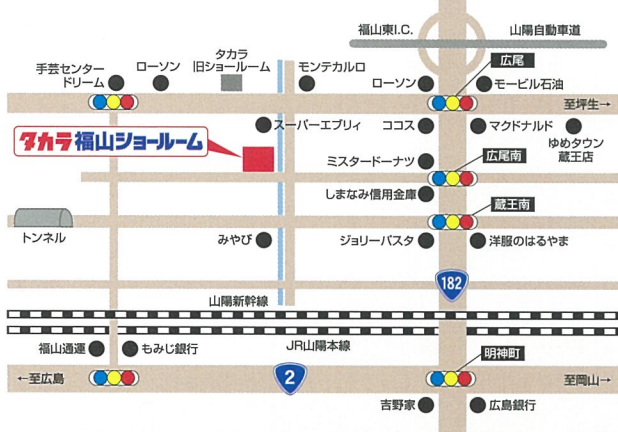 福山東I.C.
山陽自動車道
タカラ
旧ショールーム
手芸センター
ドリーム
ローソン
モンテカルロ
ローソン
広尾
モービル石油
至坪生→
スーパーエブリィ
ココス
マクドナルド
ゆめタウン
蔵王店
タカラ福山ショールーム
ミスタードーナツ
広尾南
しまなみ信用金庫
蔵王南
トンネル
みやび
ジョリーパスタ
洋服のはるやま
182
山陽新幹線
JR山陽本線
福山通運
もみじ銀行
明神町
←至広島
2
至岡山→
吉野家
広島銀行